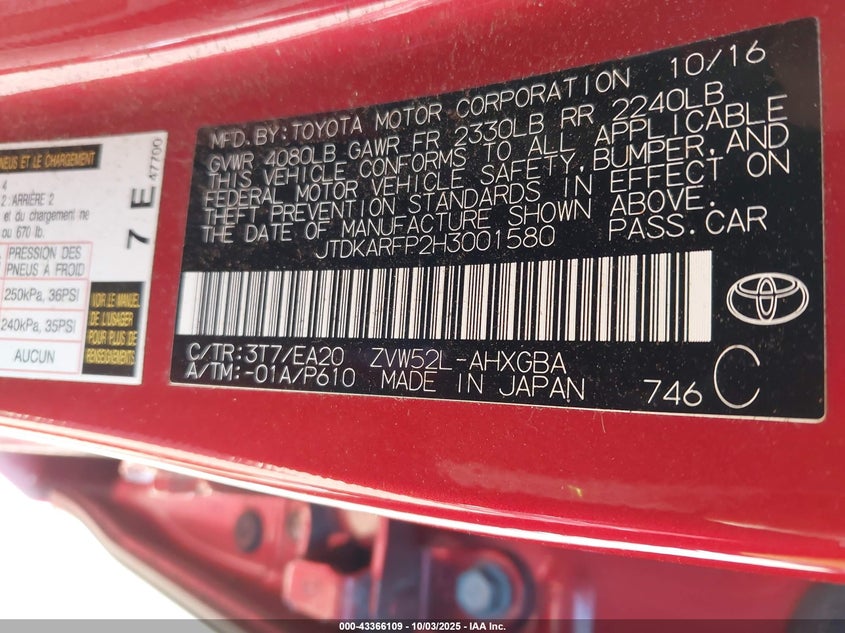 PNEUS ET LE CHARGEMENT
4
2 : ARRIÈRE 2
et du chargement ne
ou 670 lb.
PRESSION DES
PNEUS À FROID
250kPa, 36PSI
240kPa, 35PSI
AUCUN
VOIR LE MANUEL
DE L'USAGER
POUR PLUS DE
RENSEIGNEMENTS
7 E 47700
10/16
MFD.BY:TOYOTA MOTOR CORPORATION
GVWR 4080LB GAWR FR 2330LB RR 2240LB
THIS VEHICLE CONFORMS TO ALL APPLICABLE
FEDERAL MOTOR VEHICLE SAFETY,BUMPER,AND
THEFT PREVENTION STANDARDS IN EFFECT ON
THE DATE OF MANUFACTURE SHOWN ABOVE.
JTDKARFP2H3001580 PASS.CAR
C/TR:3T7/EA20 ZVW52L-AHXGBA
A/TM:-01A/P610 MADE IN JAPAN 746 C
000-43366109 - 10/03/2025 - IAA Inc.